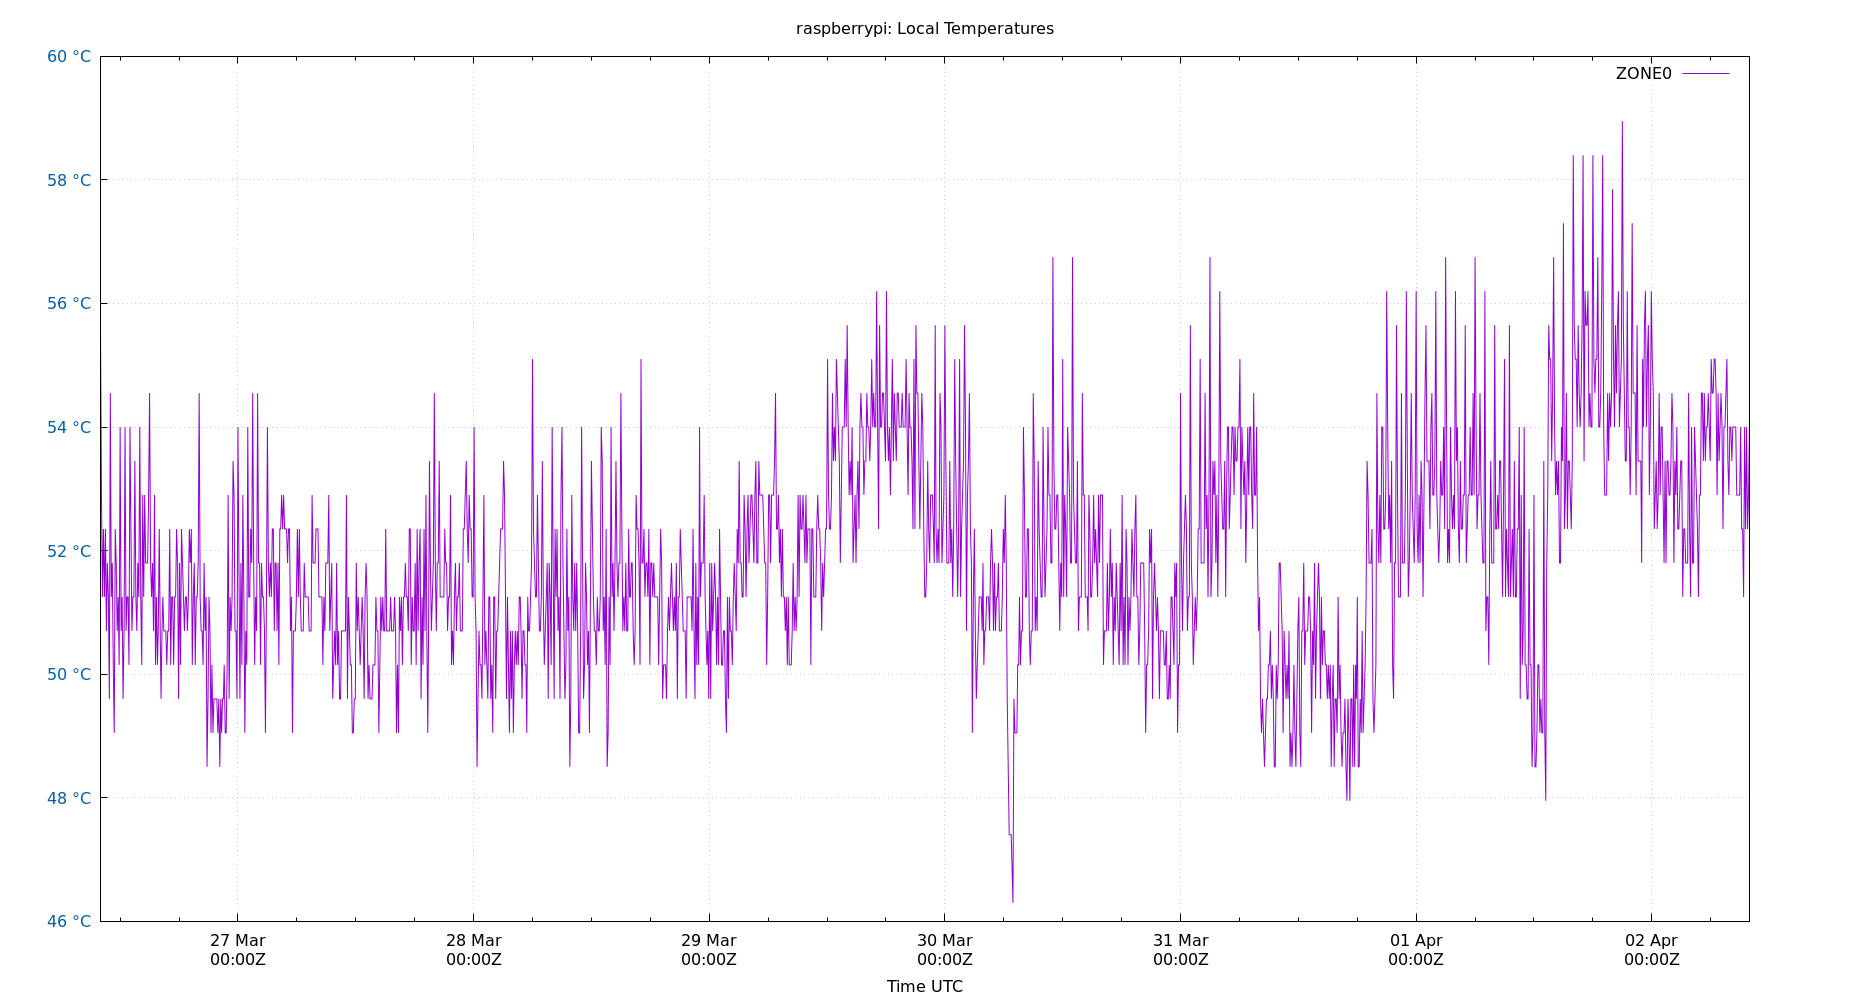 raspberrypi: Local Temperatures
60 °C
ZONE0
58 °C
56 °C
54 °C
52 °C
50 °C
48 °C
46 °C
27 Mar 28 Mar 29 Mar 30 Mar 31 Mar 01 Apr 02 Apr
00:00Z 00:00Z 00:00Z 00:00Z 00:00Z 00:00Z 00:00Z
Time UTC